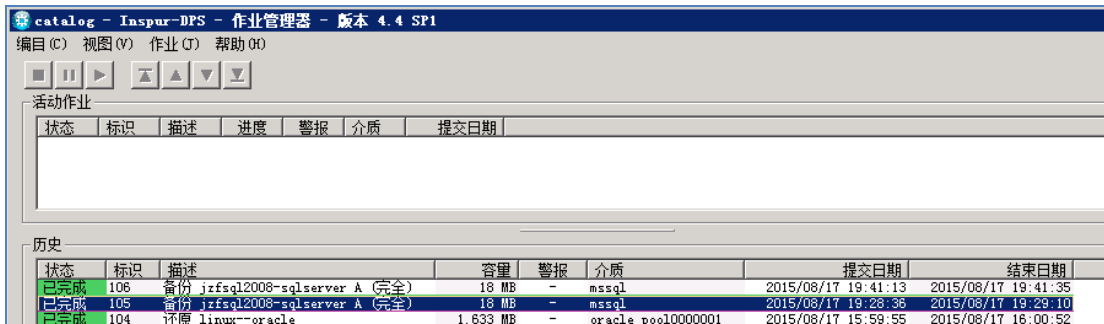 catalog - Inspur-DPS - 作业管理器 - 版本 4.4 SP1
编目(C) 视图(V) 作业(J) 帮助(H)
活动作业
状态 标识 描述 进度 警报 介质 提交日期
历史
状态 标识 描述 容量 警报 介质 提交日期 结束日期
已完成 106 备份 jzfsql2008-sqlserver A (完全) 18 MB - mssql 2015/08/17 19:41:13 2015/08/17 19:41:35
已完成 105 备份 jzfsql2008-sqlserver A (完全) 18 MB - mssql 2015/08/17 19:28:36 2015/08/17 19:29:10
已完成 104 还原 linux--oracle 1.633 MB - oracle_pool0000001 2015/08/17 15:59:55 2015/08/17 16:00:52